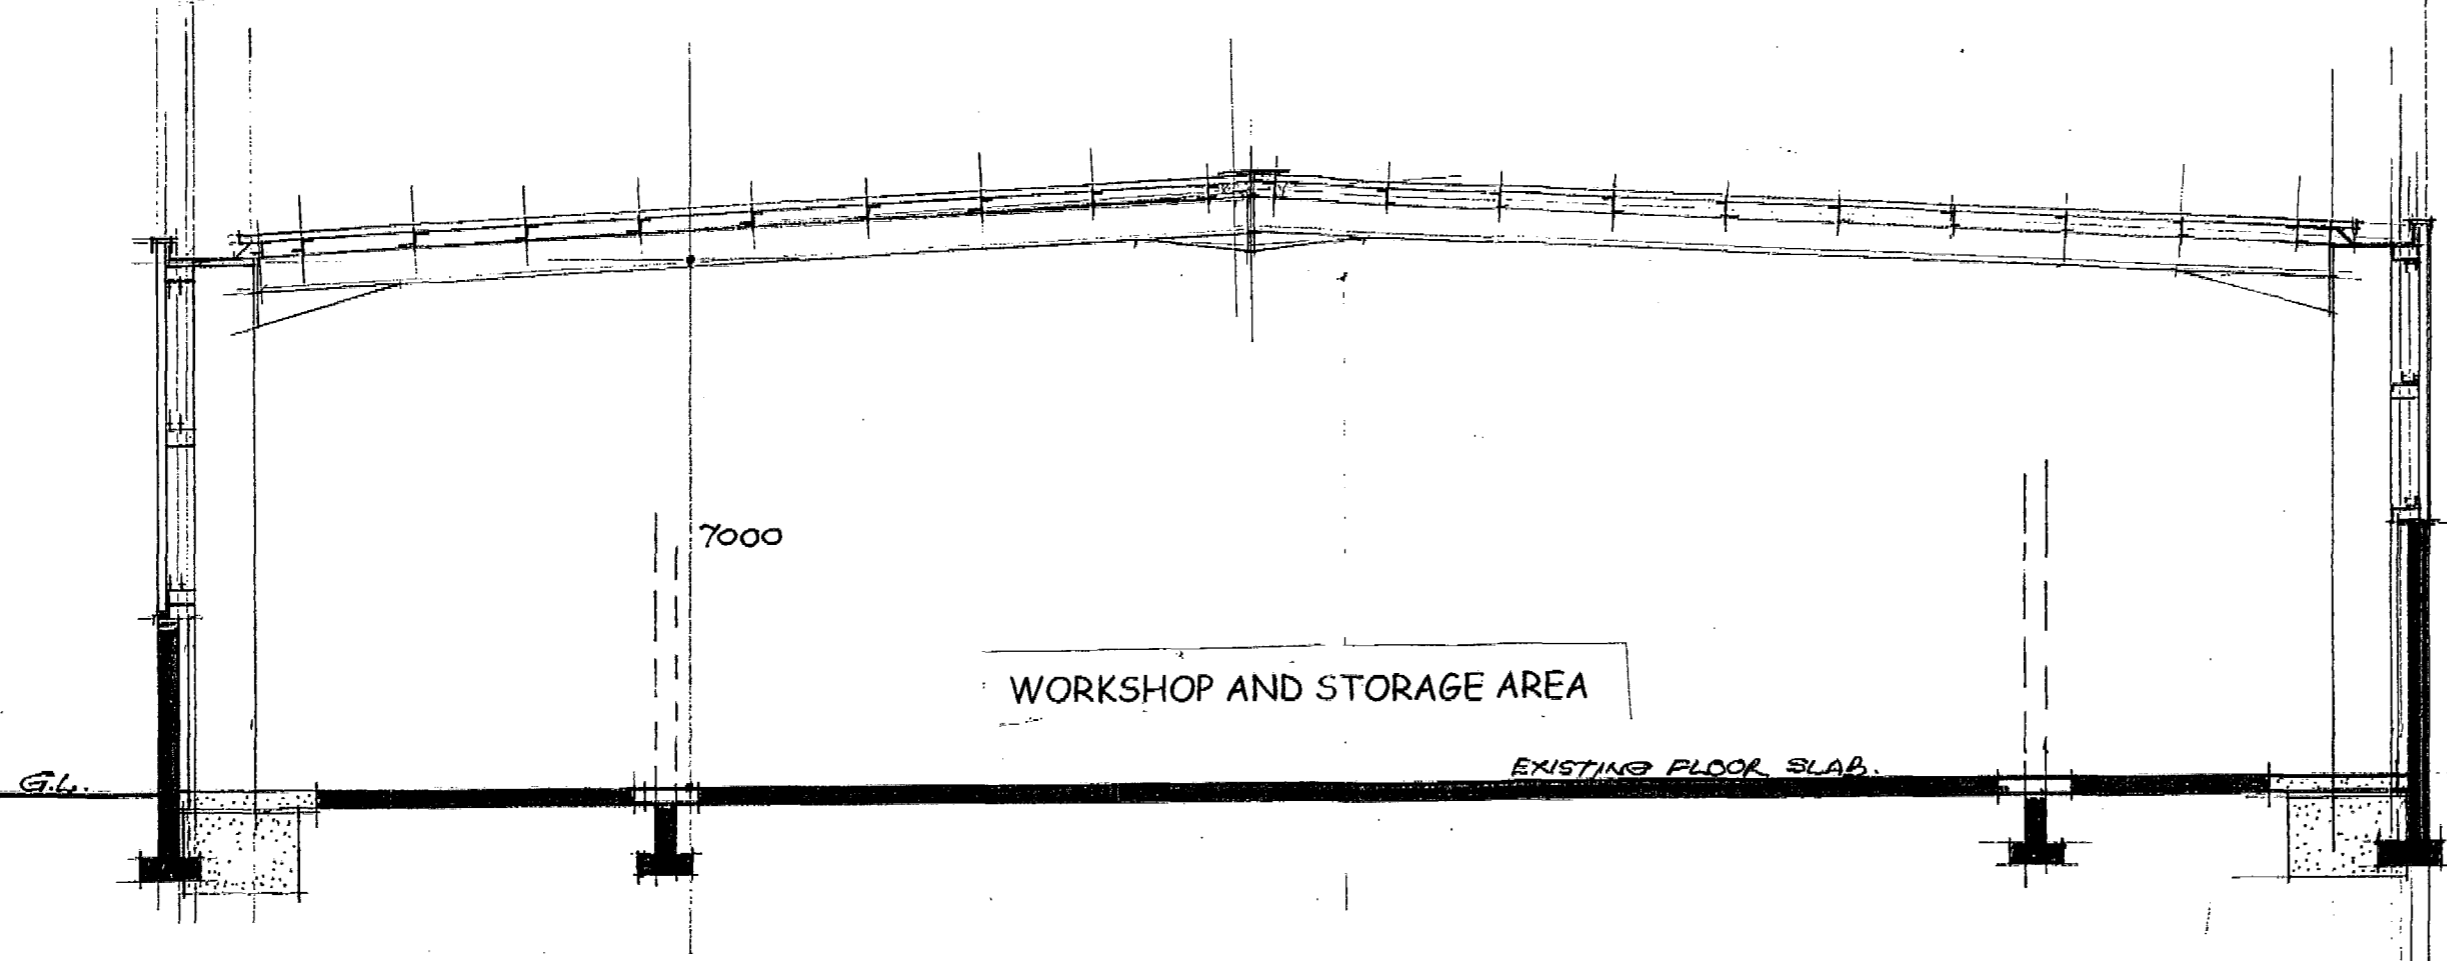 7000
WORKSHOP AND STORAGE AREA
EXISTING FLOOR SLAB.
G.L.